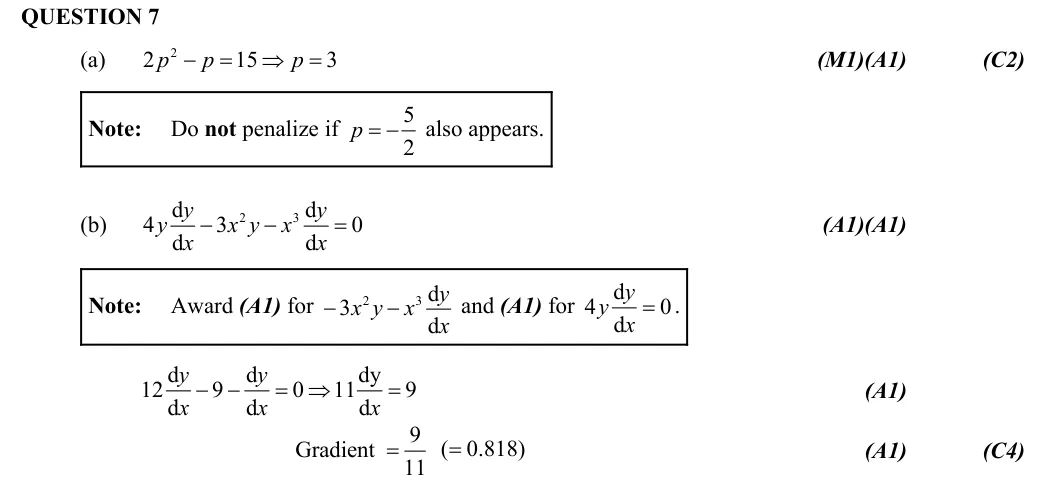 QUESTION 7
(a) 2p² − p = 15 ⇒ p = 3 (M1)(A1) (C2)
Note: Do not penalize if p = −5/2 also appears.
(b) 4y dy/dx − 3x²y − x³ dy/dx = 0 (A1)(A1)
Note: Award (A1) for −3x²y − x³ dy/dx and (A1) for 4y dy/dx = 0.
12 dy/dx − 9 − dy/dx = 0 ⇒ 11 dy/dx = 9 (A1)
Gradient = 9/11 (= 0.818) (A1) (C4)